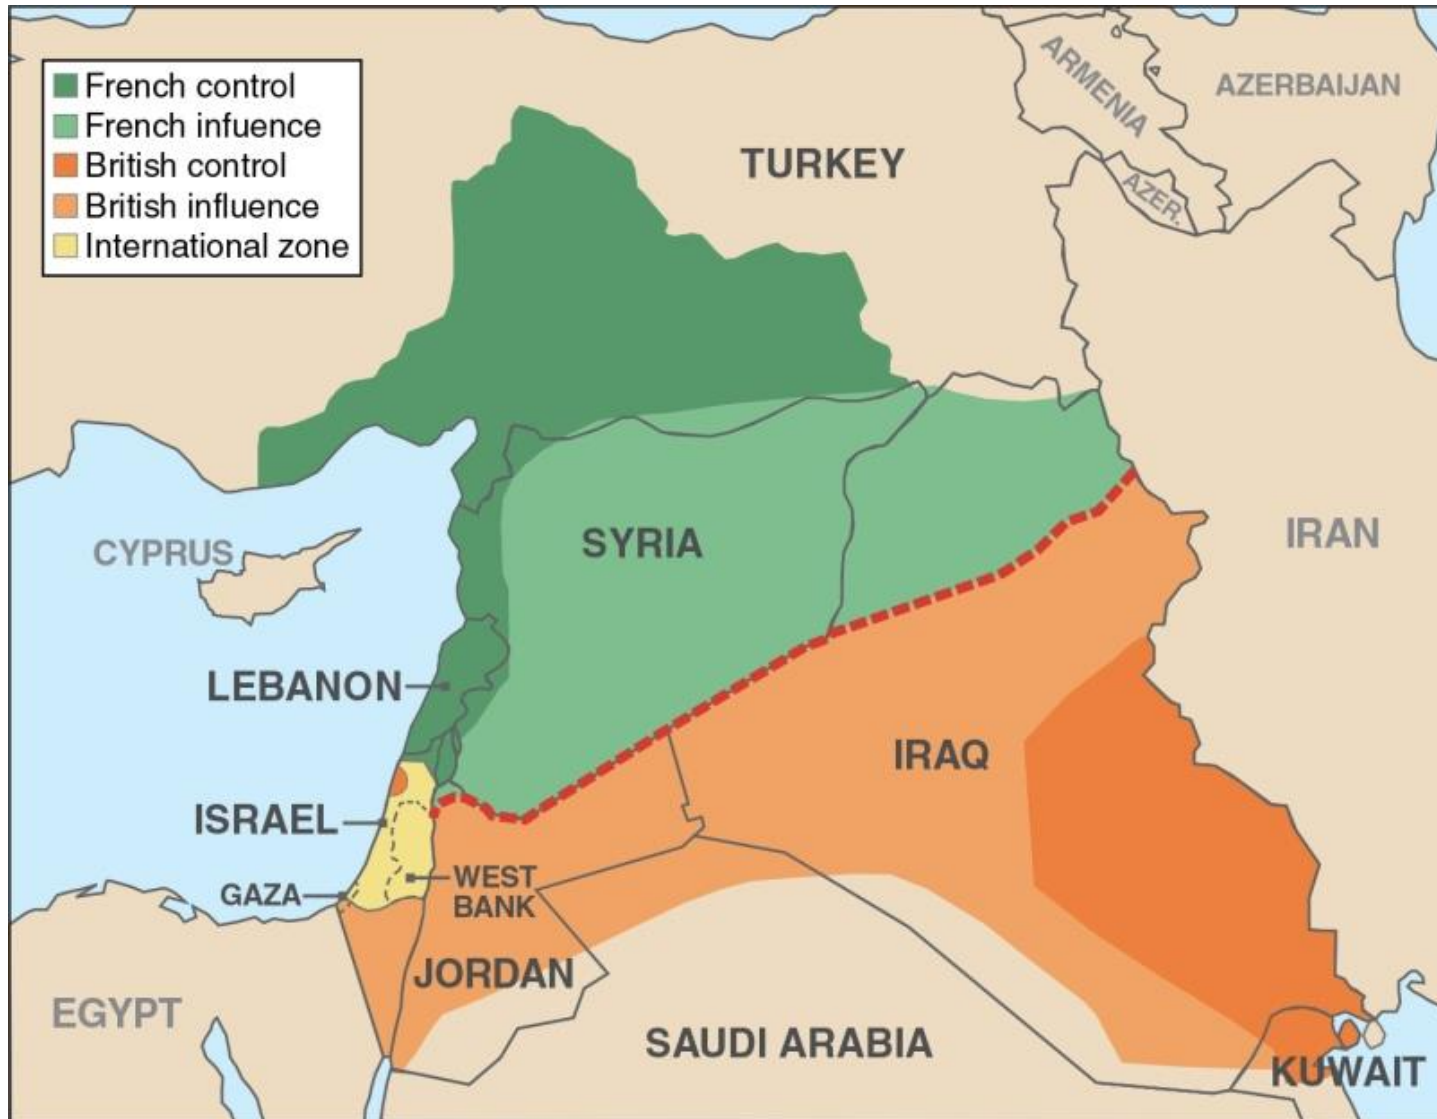 French control
French infuence
British control
British influence
International zone
ARMENIA
AZERBAIJAN
TURKEY
AZER.
CYPRUS
SYRIA
IRAN
LEBANON
IRAQ
ISRAEL
GAZA
WEST
BANK
JORDAN
EGYPT
SAUDI ARABIA
KUWAIT